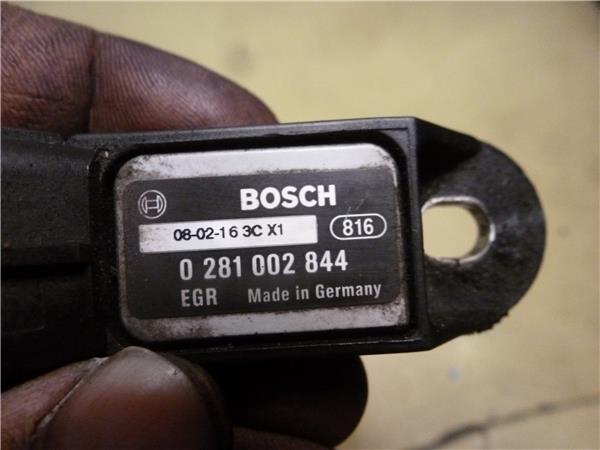 BOSCH
08-02-16 3C X1
816
0 281 002 844
EGR Made in Germany